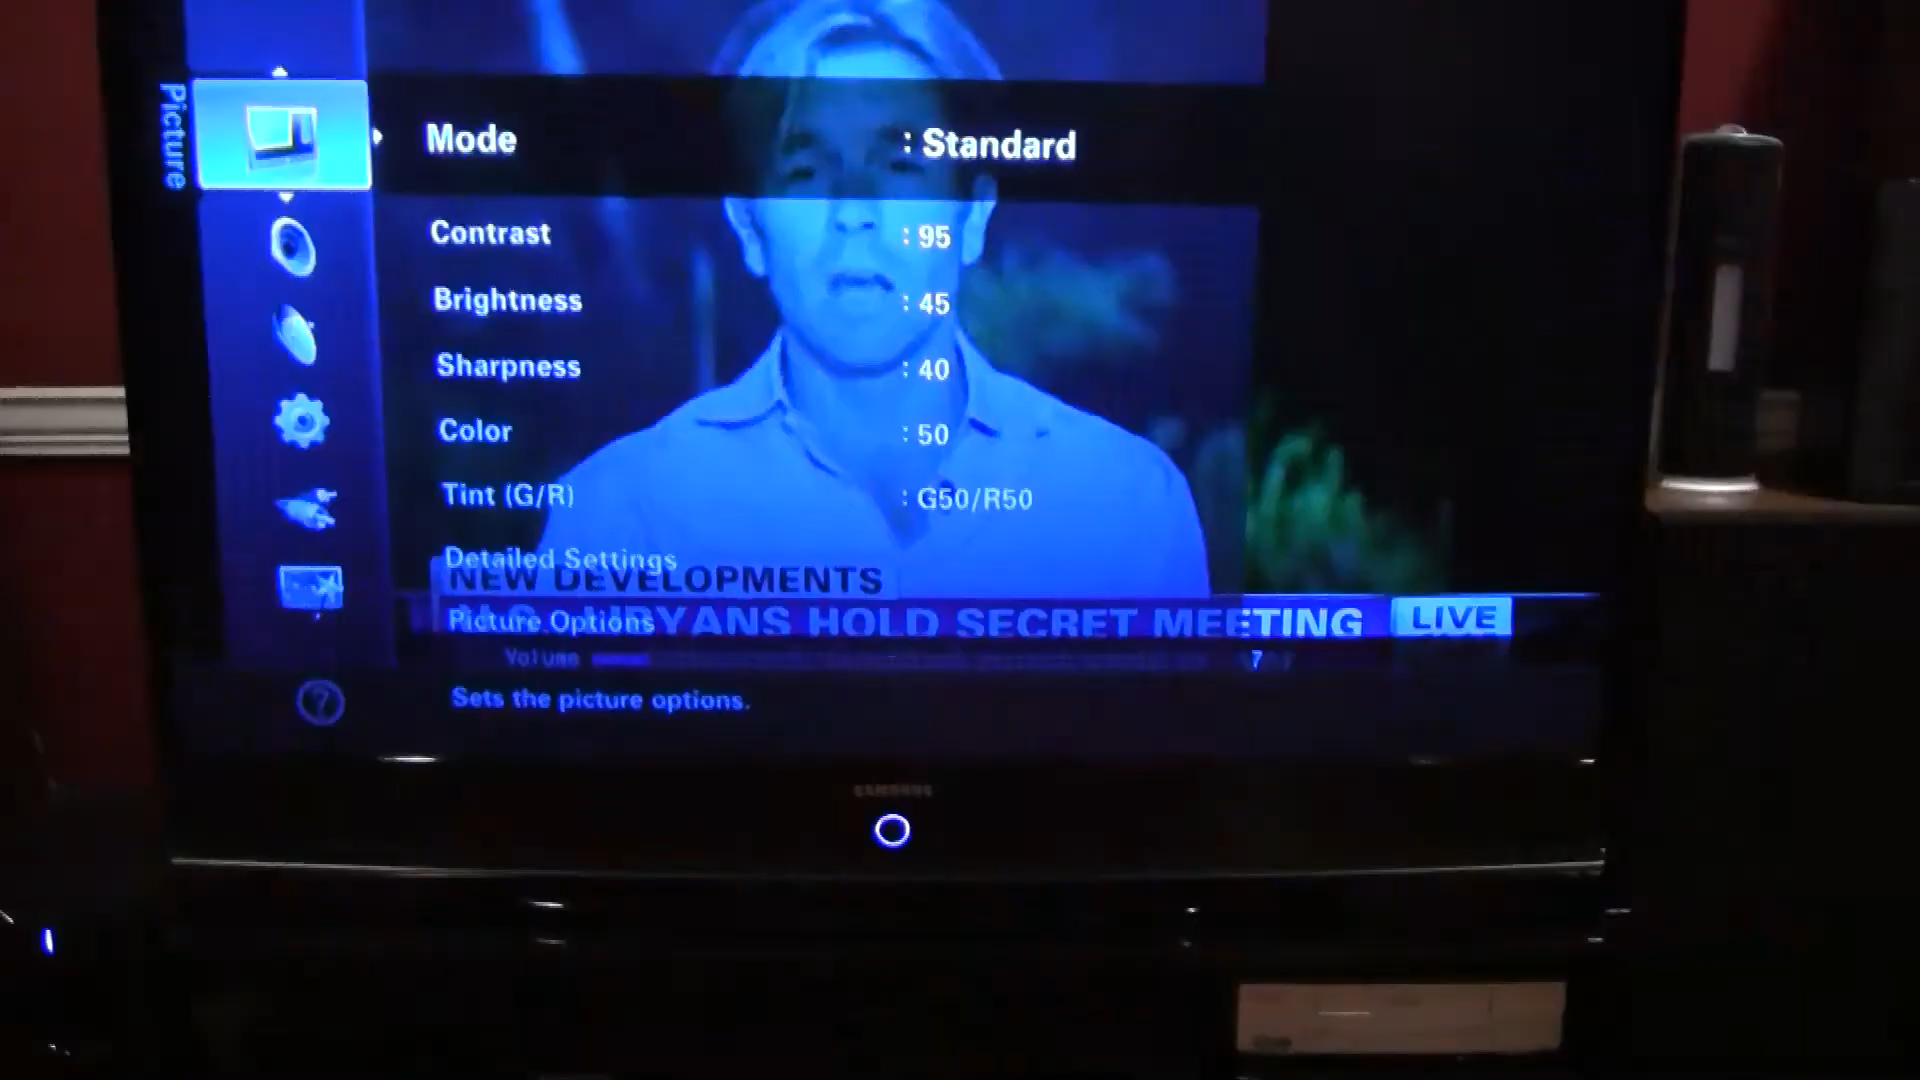 Picture
Mode : Standard
Contrast : 95
Brightness : 45
Sharpness : 40
Color : 50
Tint (G/R) : G50/R50
Detailed Settings
NEW DEVELOPMENTS
Picture Options
YANS HOLD SECRET MEETING LIVE
Volume 7
Sets the picture options.
SAMSUNG